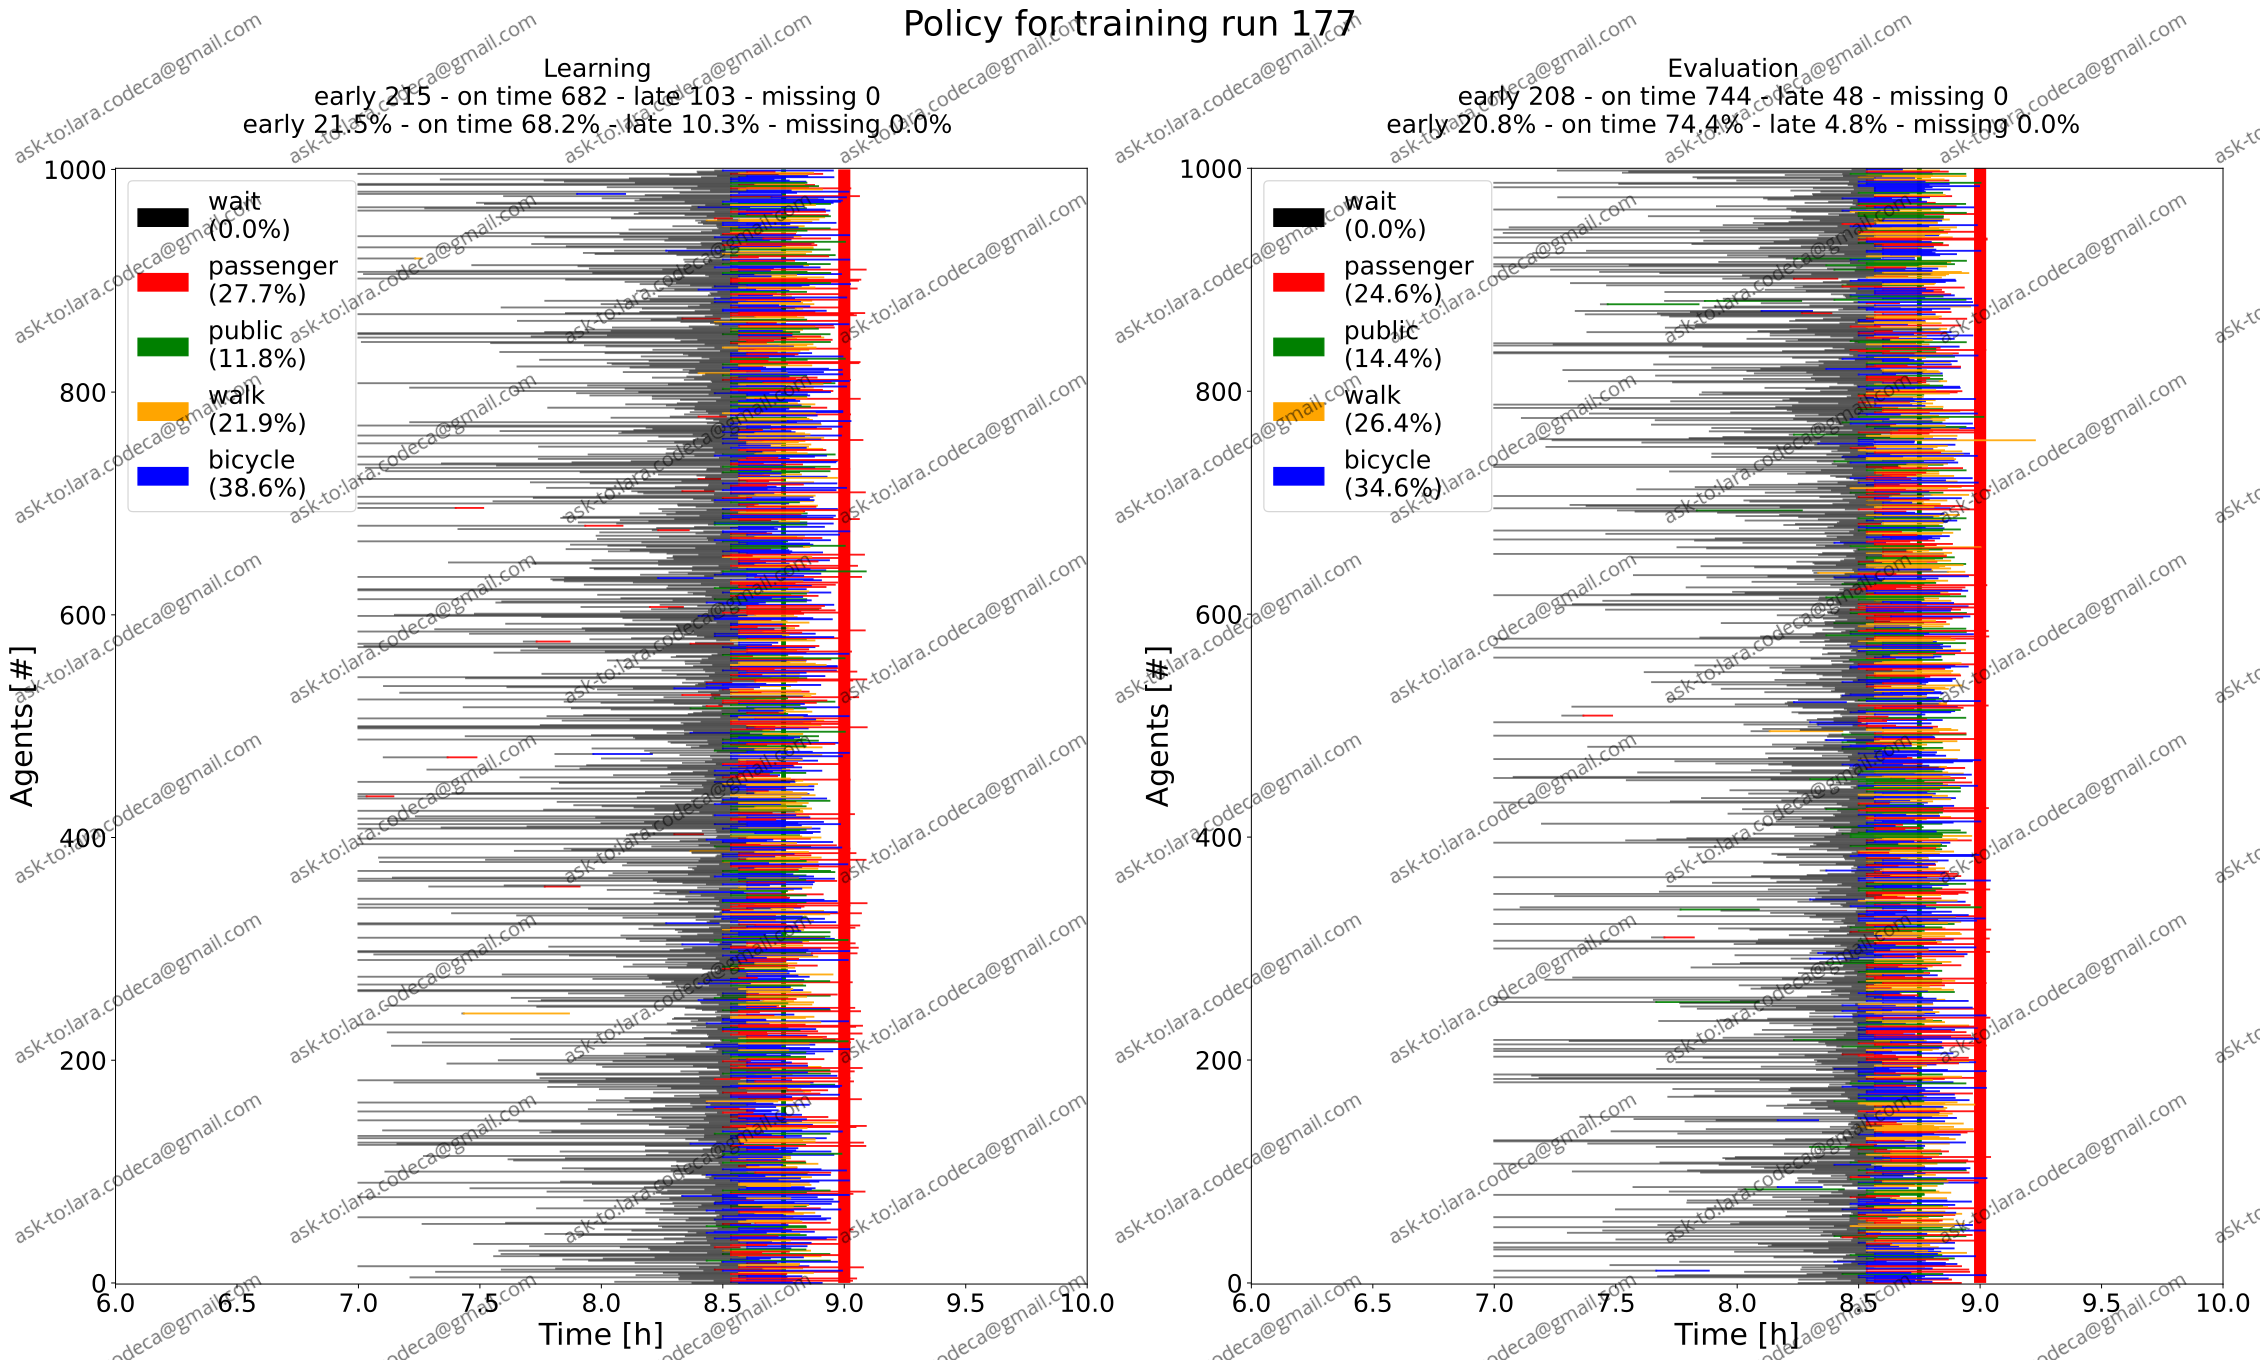 Policy for training run 177
Learning
early 215 - on time 682 - late 103 - missing 0
early 21.5% - on time 68.2% - late 10.3% - missing 0.0%
1000
800
600
400
200
0
Agents [#]
wait
(0.0%)
passenger
(27.7%)
public
(11.8%)
walk
(21.9%)
bicycle
(38.6%)
6.0 6.5 7.0 7.5 8.0 8.5 9.0 9.5 10.0
Time [h]
Evaluation
early 208 - on time 744 - late 48 - missing 0
early 20.8% - on time 74.4% - late 4.8% - missing 0.0%
1000
800
600
400
200
0
Agents [#]
wait
(0.0%)
passenger
(24.6%)
public
(14.4%)
walk
(26.4%)
bicycle
(34.6%)
6.0 6.5 7.0 7.5 8.0 8.5 9.0 9.5 10.0
Time [h]
ask-to:lara.codeca@gmail.com